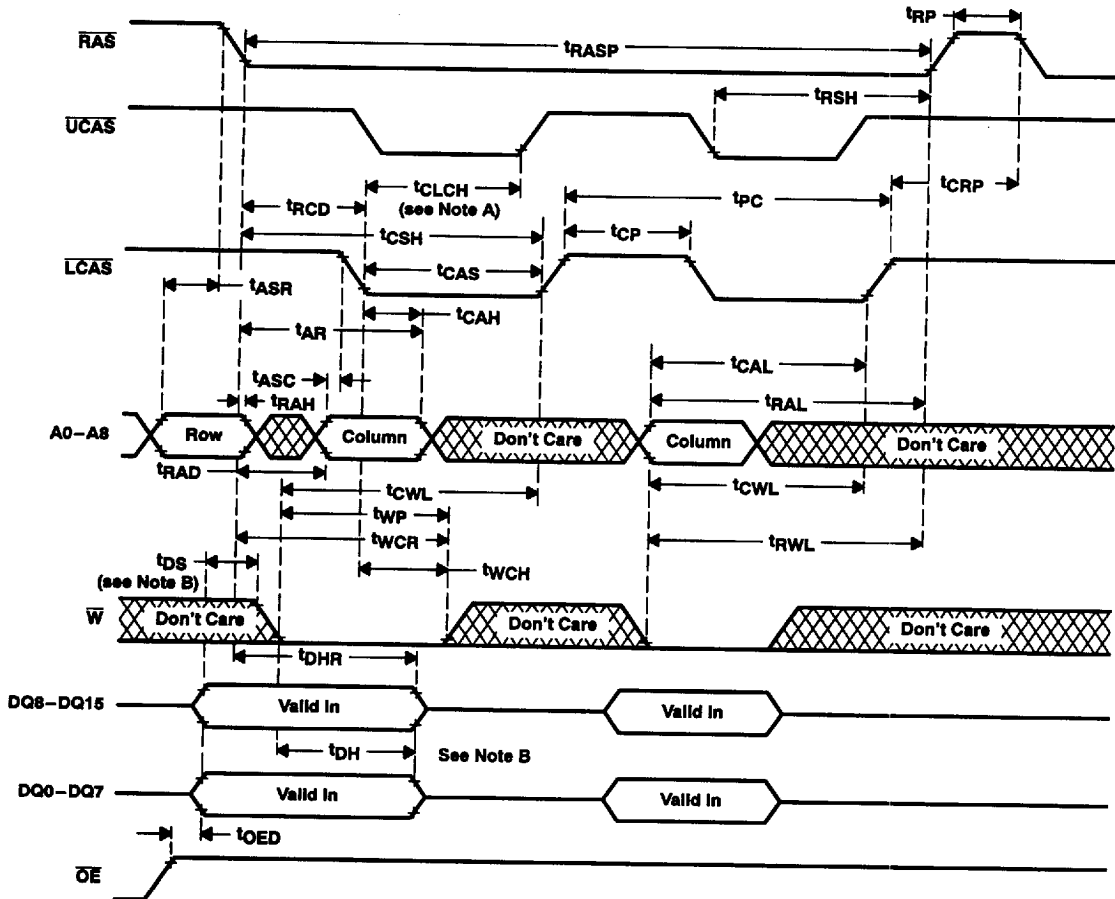 tRP
RAS
tRASP
tRSH
UCAS
tCLCH
(see Note A)
tRCD
tCRP
tPC
tCSH
tCP
LCAS
tCAS
tASR
tCAH
tAR
tCAL
tASC
tRAH
tRAL
A0–A8
Row
Column
Don't Care
Column
Don't Care
tRAD
tCWL
tCWL
tWP
tWCR
tRWL
tDS
(see Note B)
tWCH
W
Don't Care
Don't Care
Don't Care
tDHR
DQ8–DQ15
Valid In
Valid In
tDH
See Note B
DQ0–DQ7
Valid In
Valid In
tOED
OE